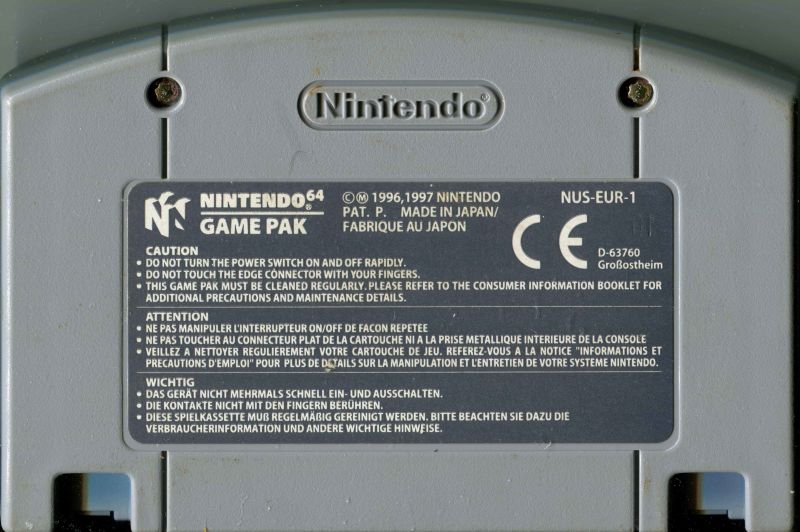 Nintendo®
NINTENDO64
GAME PAK
©Ⓜ 1996,1997 NINTENDO
PAT. P. MADE IN JAPAN/
FABRIQUE AU JAPON
NUS-EUR-1
CE
D-63760
Großostheim
CAUTION
• DO NOT TURN THE POWER SWITCH ON AND OFF RAPIDLY.
• DO NOT TOUCH THE EDGE CONNECTOR WITH YOUR FINGERS.
• THIS GAME PAK MUST BE CLEANED REGULARLY. PLEASE REFER TO THE CONSUMER INFORMATION BOOKLET FOR
ADDITIONAL PRECAUTIONS AND MAINTENANCE DETAILS.
ATTENTION
• NE PAS MANIPULER L'INTERRUPTEUR ON/OFF DE FACON REPETEE
• NE PAS TOUCHER AU CONNECTEUR PLAT DE LA CARTOUCHE NI A LA PRISE METALLIQUE INTERIEURE DE LA CONSOLE
• VEILLEZ A NETTOYER REGULIEREMENT VOTRE CARTOUCHE DE JEU. REFEREZ-VOUS A LA NOTICE "INFORMATIONS ET
PRECAUTIONS D'EMPLOI" POUR PLUS DE DETAILS SUR LA MANIPULATION ET L'ENTRETIEN DE VOTRE SYSTEME NINTENDO.
WICHTIG
• DAS GERÄT NICHT MEHRMALS SCHNELL EIN- UND AUSSCHALTEN.
• DIE KONTAKTE NICHT MIT DEN FINGERN BERÜHREN.
• DIESE SPIELKASSETTE MUß REGELMÄßIG GEREINIGT WERDEN. BITTE BEACHTEN SIE DAZU DIE
VERBRAUCHERINFORMATION UND ANDERE WICHTIGE HINWEISE.